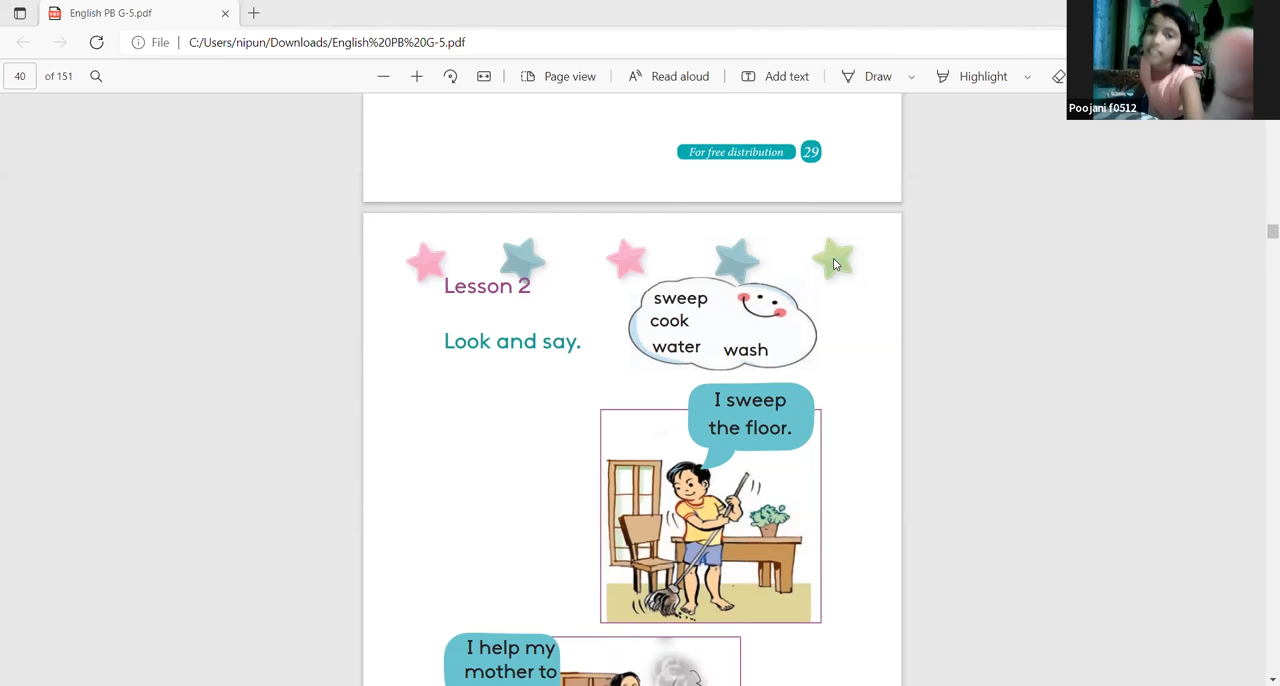 English PB G-5.pdf
File
C:/Users/nipun/Downloads/English%20PB%20G-5.pdf
40 of 151
Page view
Read aloud
Add text
Draw
Highlight
Poojani f0512
For free distribution 29
Lesson 2
Look and say.
sweep
cook
water wash
I sweep
the floor.
I help my
mother to